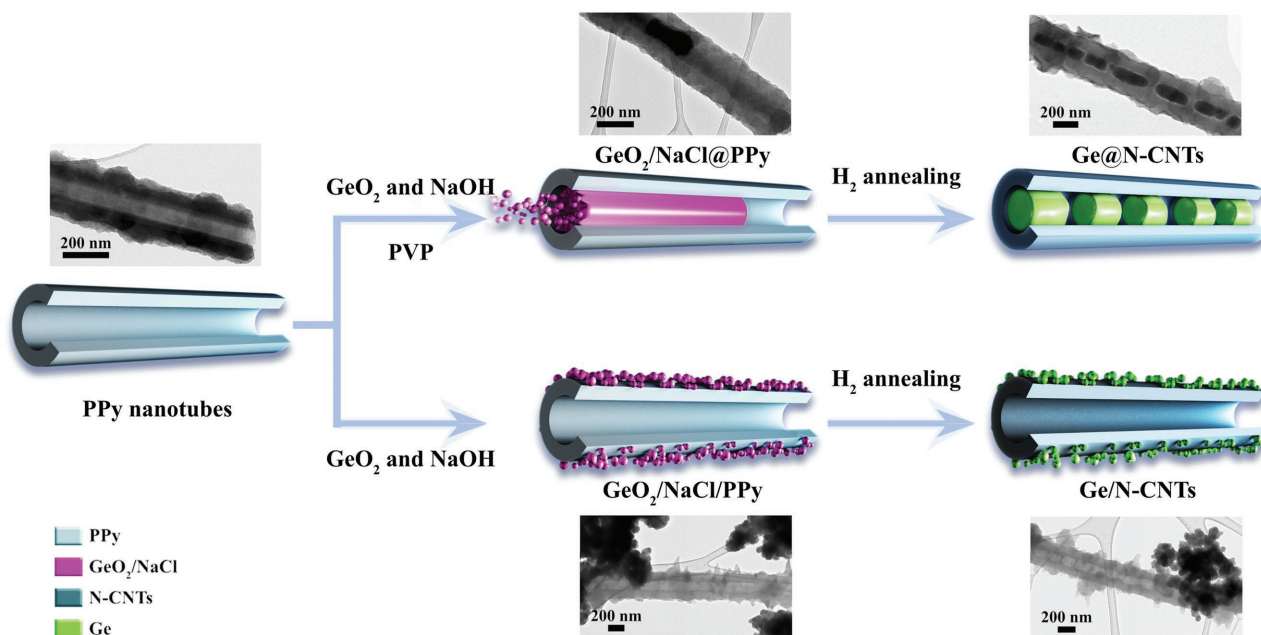 200 nm
PPy nanotubes
GeO₂ and NaOH
PVP
200 nm
GeO₂/NaCl@PPy
H₂ annealing
200 nm
Ge@N-CNTs
GeO₂ and NaOH
GeO₂/NaCl/PPy
200 nm
H₂ annealing
Ge/N-CNTs
200 nm
PPy
GeO₂/NaCl
N-CNTs
Ge